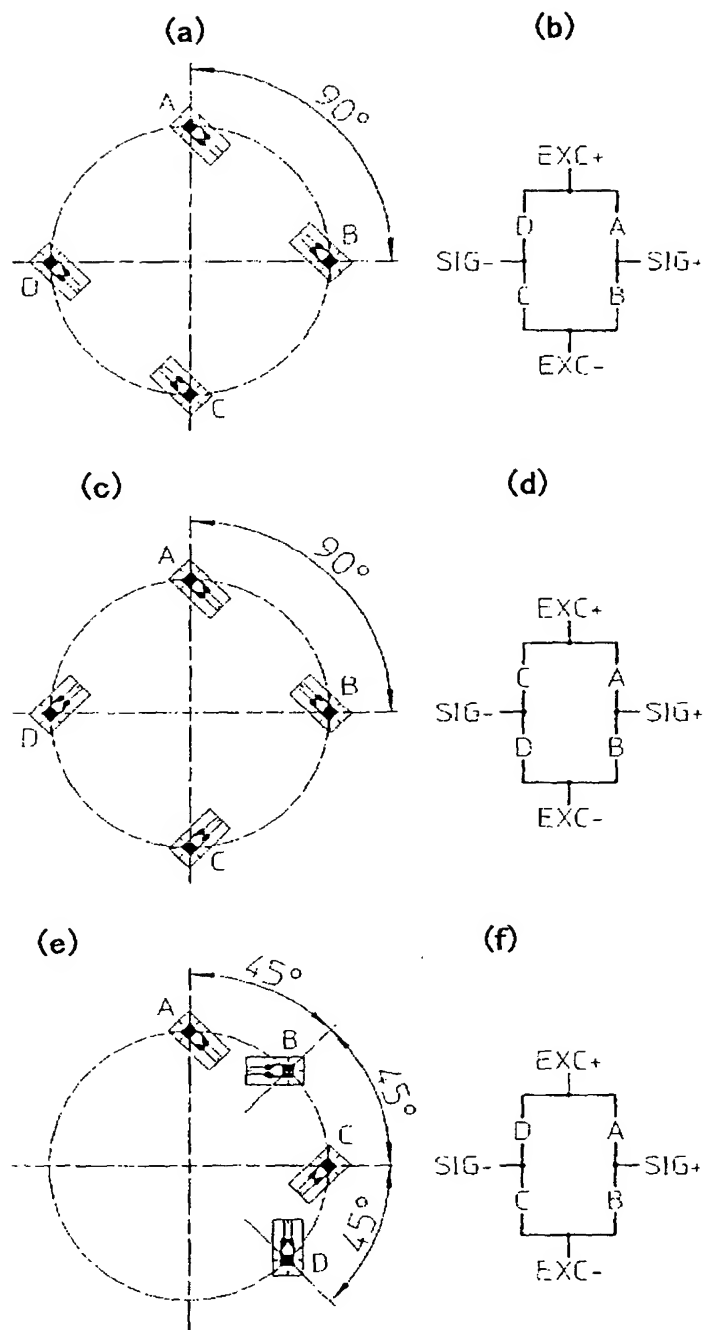 (a)
(b)
A
90°
B
D
C
EXC+
D A
SIG- SIG+
C B
EXC-
(c)
(d)
A
90°
B
D
C
EXC+
C A
SIG- SIG+
D B
EXC-
(e)
(f)
45°
A
B
45°
C
45°
D
EXC+
D A
SIG- SIG+
C B
EXC-